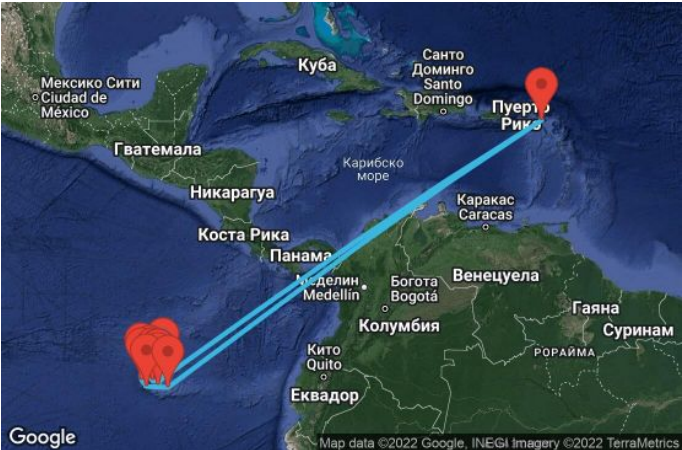 Санто
Доминго
Santo
Domingo
Куба
Мексико Сити
Ciudad de
México
Пуерто
Рико
Гватемала
Карибско
море
Никарагуа
Каракас
Caracas
Коста Рика
Панама
Меделин
Medellín
Богота
Bogotá
Венецуела
Гаяна
Колумбия
Суринам
РОРАЙМА
Кито
Quito
Еквадор
Google
Map data ©2022 Google, INEGI Imagery ©2022 TerraMetrics